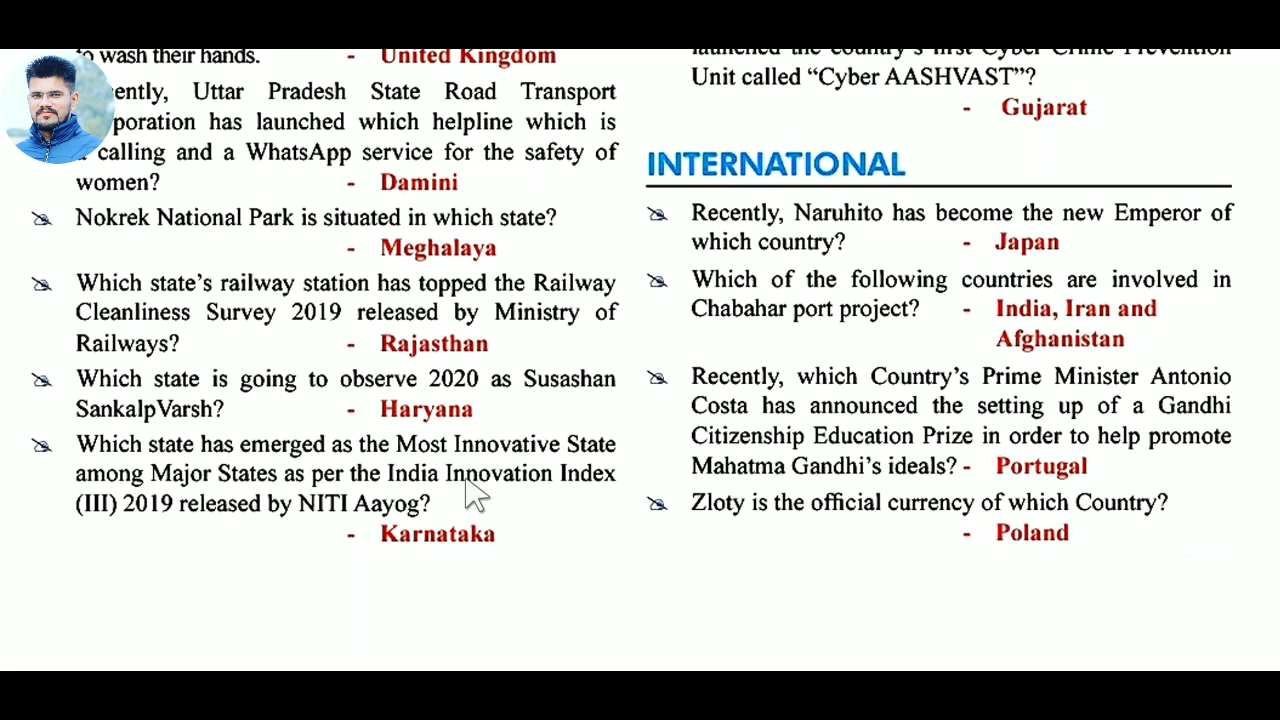 to wash their hands. - United Kingdom
Uttar Pradesh State Road Transport
has launched which helpline which is
calling and a WhatsApp service for the safety of
women? - Damini
Nokrek National Park is situated in which state?
- Meghalaya
Which state's railway station has topped the Railway
Cleanliness Survey 2019 released by Ministry of
Railways? - Rajasthan
Which state is going to observe 2020 as Susashan
SankalpVarsh? - Haryana
Which state has emerged as the Most Innovative State
among Major States as per the India Innovation Index
(III) 2019 released by NITI Aayog?
- Karnataka
launched the country's first Cyber Crime Prevention
Unit called “Cyber AASHVAST”?
- Gujarat
INTERNATIONAL
Recently, Naruhito has become the new Emperor of
which country? - Japan
Which of the following countries are involved in
Chabahar port project? - India, Iran and
Afghanistan
Recently, which Country's Prime Minister Antonio
Costa has announced the setting up of a Gandhi
Citizenship Education Prize in order to help promote
Mahatma Gandhi's ideals? - Portugal
Zloty is the official currency of which Country?
- Poland